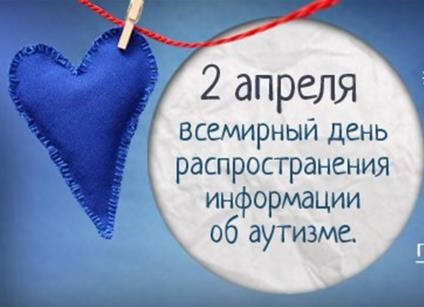 2 апреля
всемирный день
распространения
информации
об аутизме.